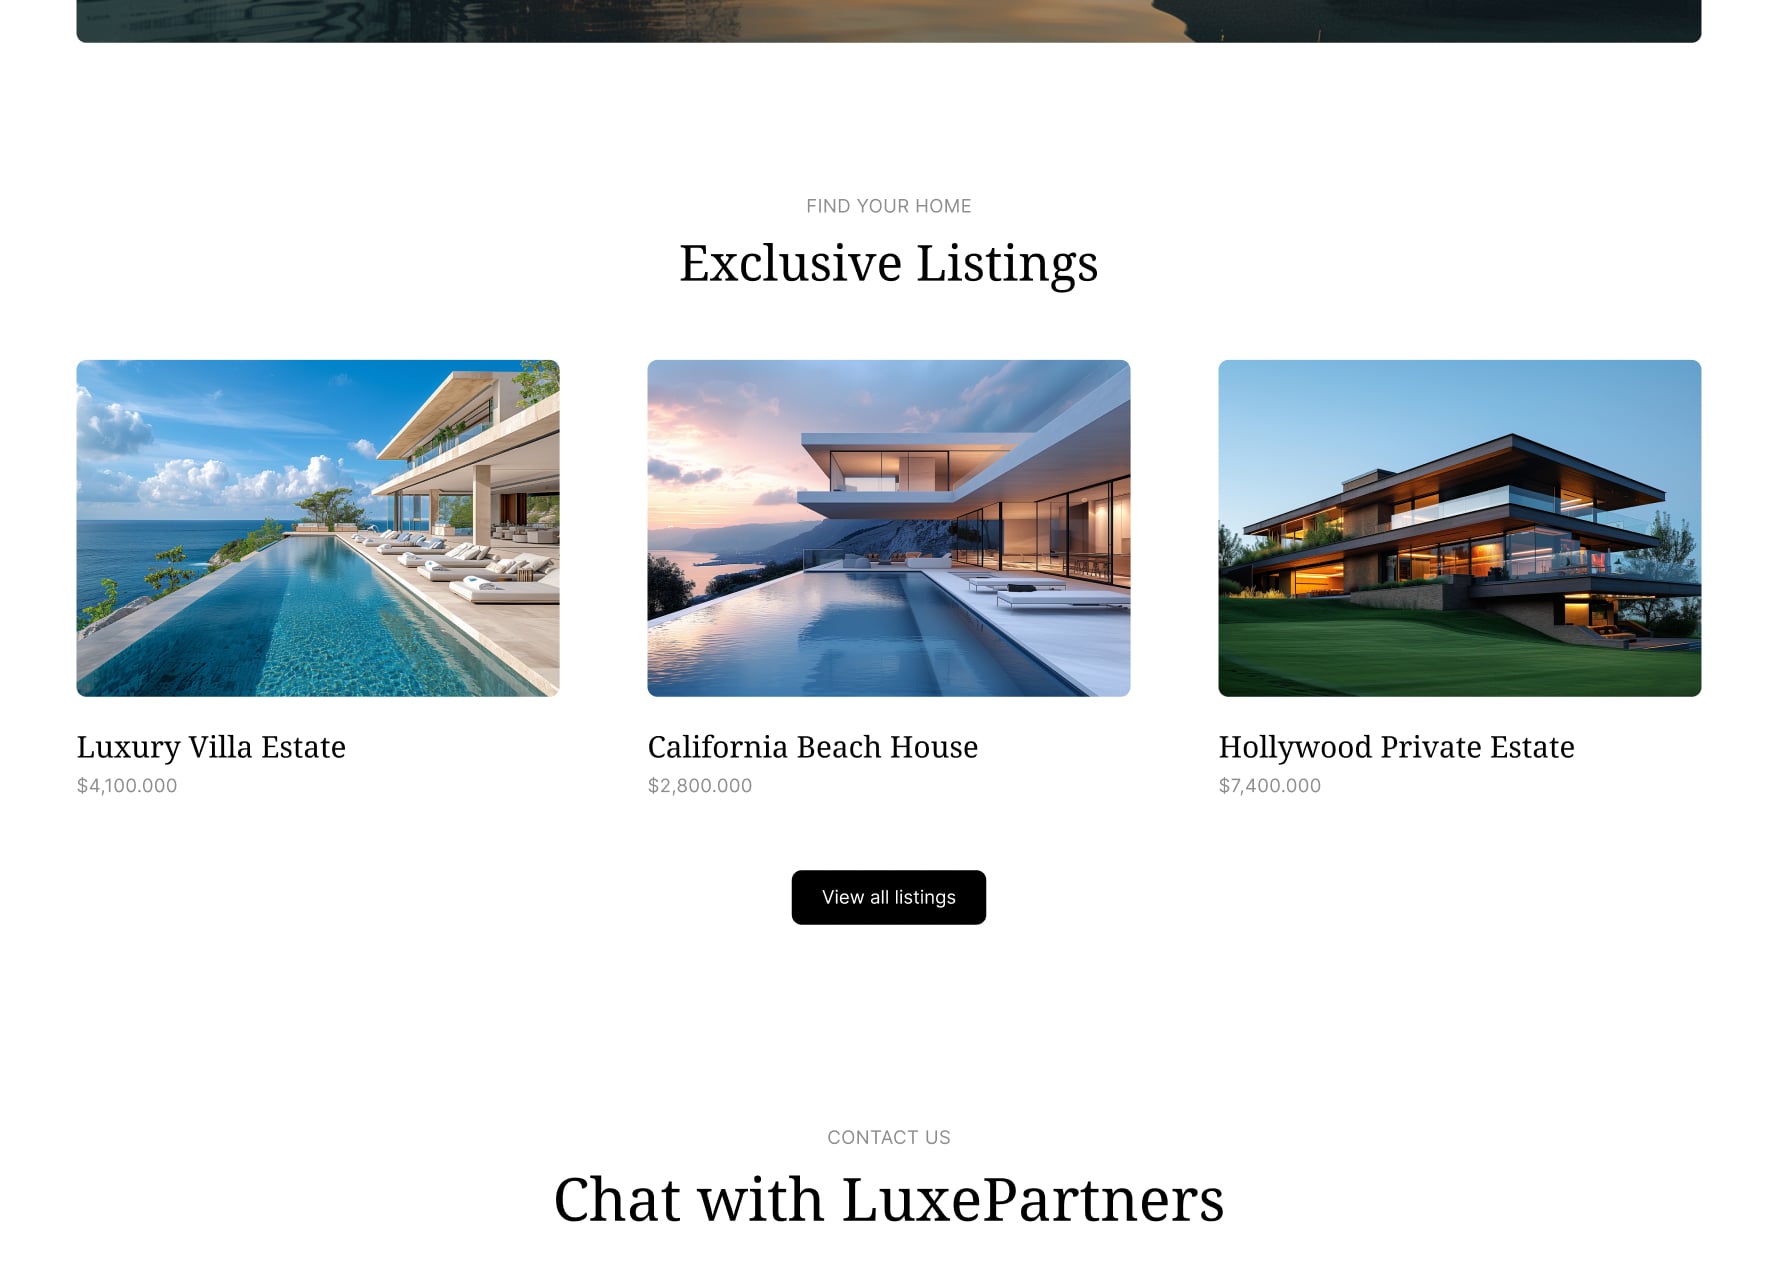 FIND YOUR HOME
Exclusive Listings
Luxury Villa Estate
$4,100.000
California Beach House
$2,800.000
Hollywood Private Estate
$7,400.000
View all listings
CONTACT US
Chat with LuxePartners